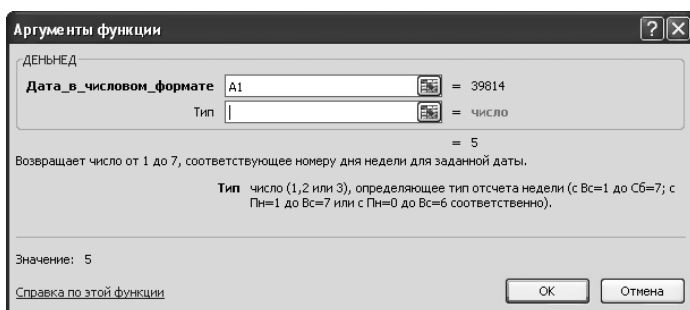 Аргументы функции
ДЕНЬНЕД
Дата_в_числовом_формате A1 = 39814
Тип = число
= 5
Возвращает число от 1 до 7, соответствующее номеру дня недели для заданной даты.
Тип число (1,2 или 3), определяющее тип отсчета недели (с Вс=1 до Сб=7; с
Пн=1 до Вс=7 или с Пн=0 до Вс=6 соответственно).
Значение: 5
Справка по этой функции
ОК Отмена